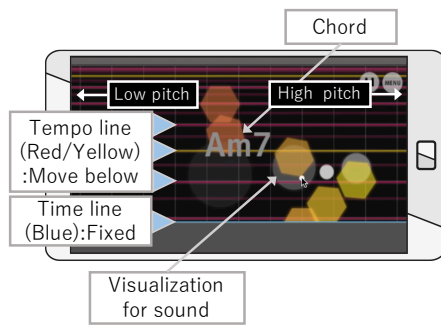 Chord
MENU
Low pitch
High pitch
Tempo line
(Red/Yellow)
:Move below
Am7
Time line
(Blue):Fixed
Visualization
for sound